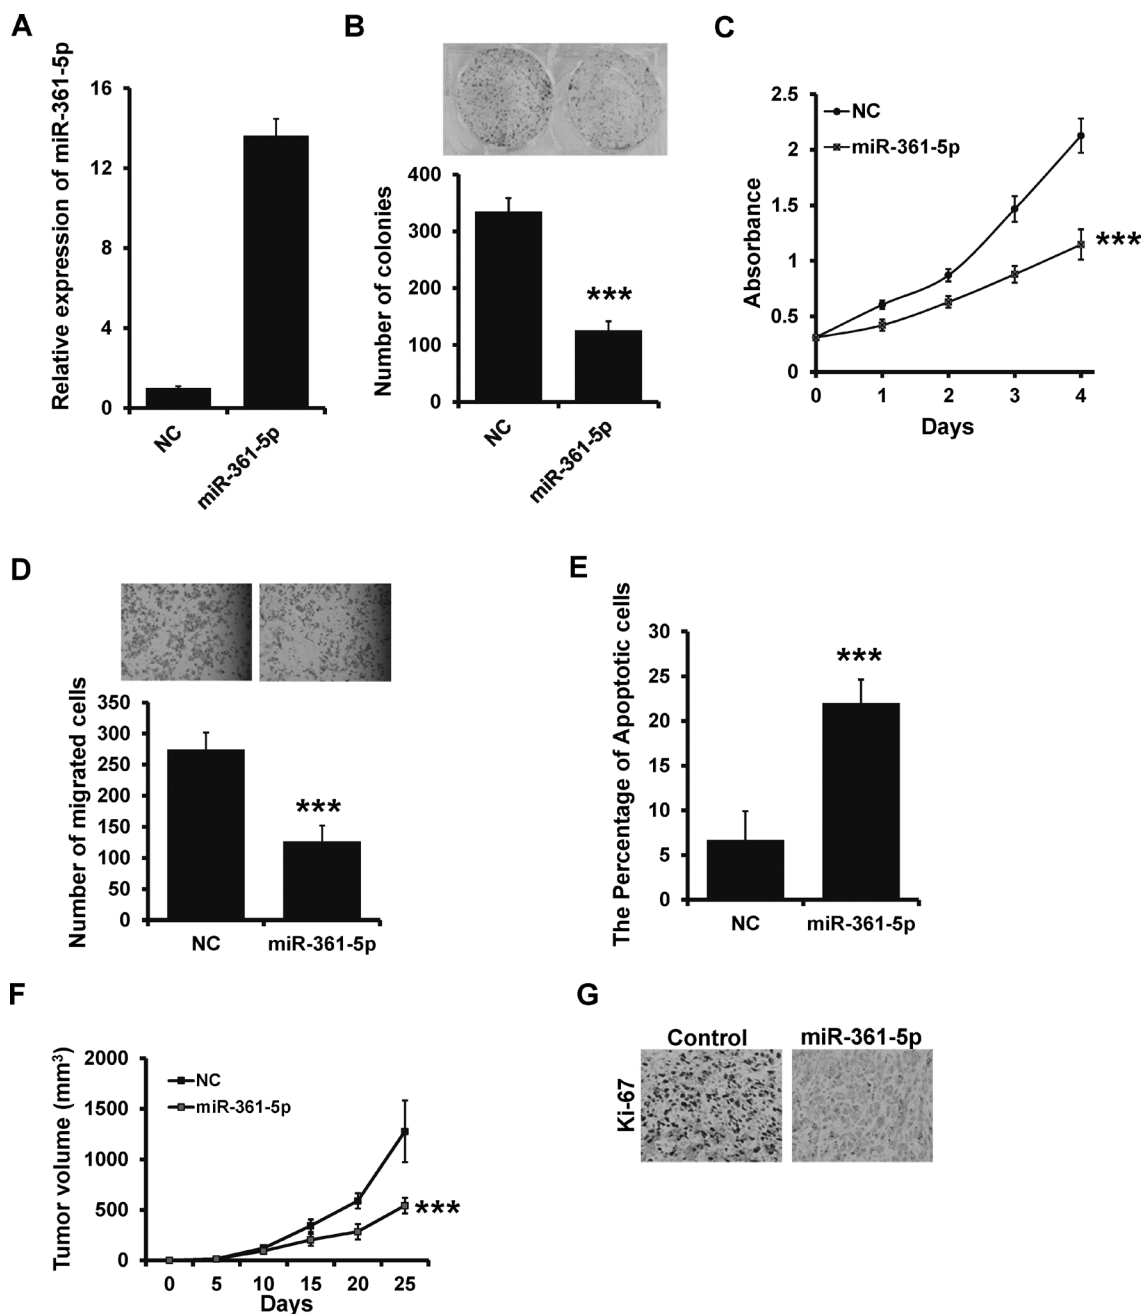 A
Relative expression of miR-361-5p
16
12
8
4
0
NC
miR-361-5p
B
Number of colonies
400
300
200
100
0
***
NC
miR-361-5p
C
Absorbance
2.5
2
1.5
1
0.5
0
NC
miR-361-5p
***
0 1 2 3 4
Days
D
Number of migrated cells
350
300
250
200
150
100
50
0
***
NC miR-361-5p
E
The Percentage of Apoptotic cells
30
25
20
15
10
5
0
***
NC miR-361-5p
F
Tumor volume (mm³)
2000
1500
1000
500
0
NC
miR-361-5p
***
0 5 10 15 20 25
Days
G
Control miR-361-5p
Ki-67